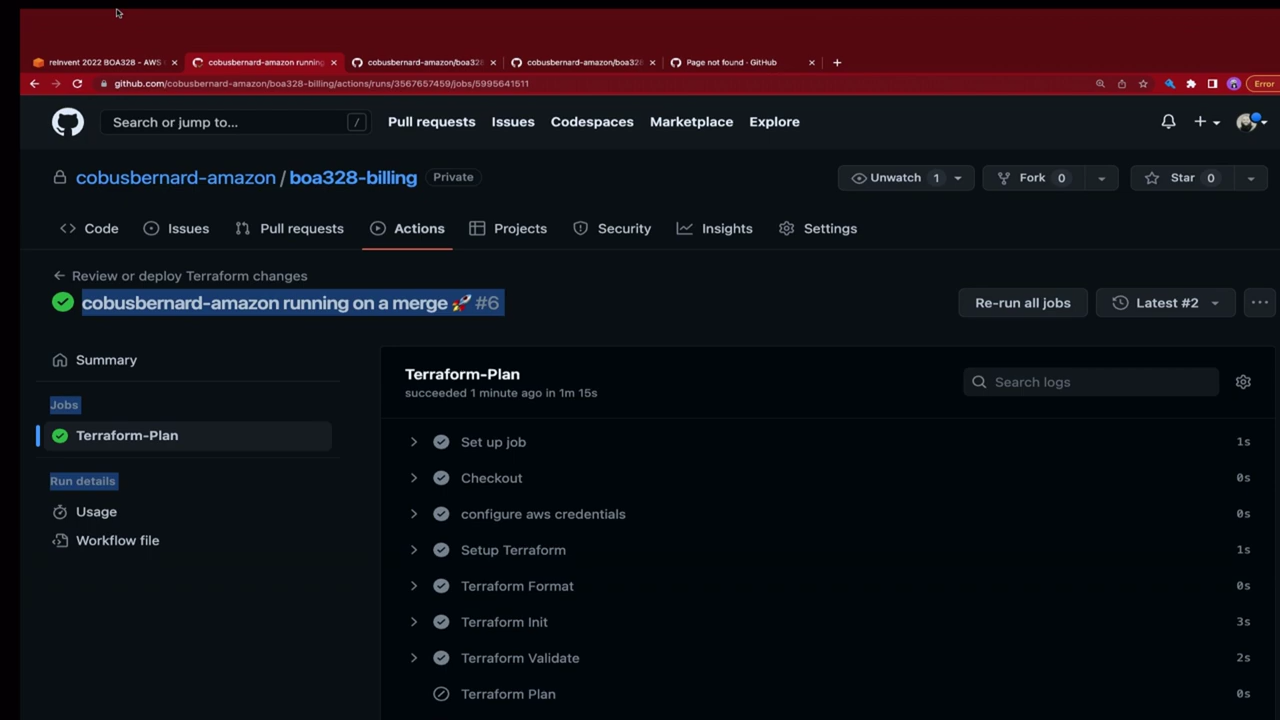 reInvent 2022 BOA328 - AWS
cobusbernard-amazon running
cobusbernard-amazon/boa328
cobusbernard-amazon/boa328
Page not found · GitHub
github.com/cobusbernard-amazon/boa328-billing/actions/runs/3567657459/jobs/5995641511
Error
Search or jump to... /
Pull requests Issues Codespaces Marketplace Explore
cobusbernard-amazon / boa328-billing Private
Unwatch 1 Fork 0 Star 0
Code Issues Pull requests Actions Projects Security Insights Settings
Review or deploy Terraform changes
cobusbernard-amazon running on a merge 🚀 #6
Re-run all jobs Latest #2 ...
Summary
Jobs
Terraform-Plan
Run details
Usage
Workflow file
Terraform-Plan
succeeded 1 minute ago in 1m 15s
Search logs
Set up job 1s
Checkout 0s
configure aws credentials 0s
Setup Terraform 1s
Terraform Format 0s
Terraform Init 3s
Terraform Validate 2s
Terraform Plan 0s